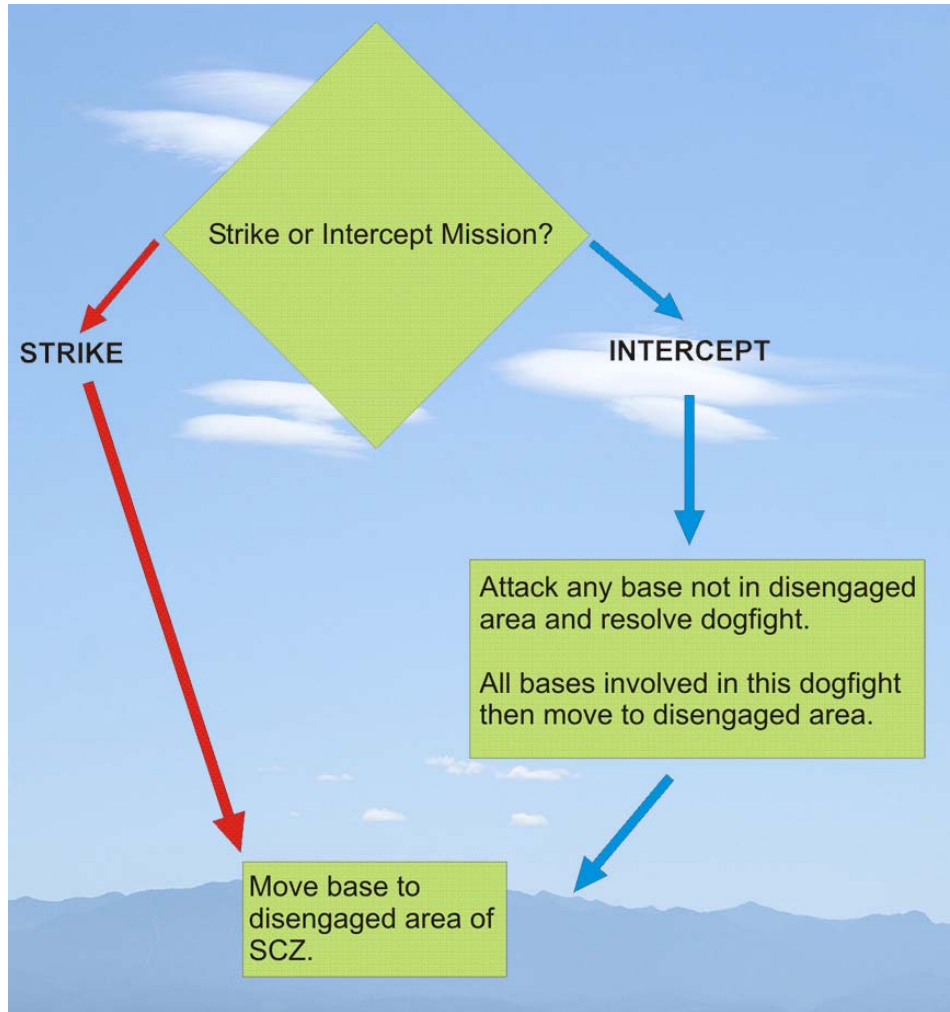 Strike or Intercept Mission?
STRIKE
INTERCEPT
Attack any base not in disengaged
area and resolve dogfight.
All bases involved in this dogfight
then move to disengaged area.
Move base to
disengaged area of
SCZ.